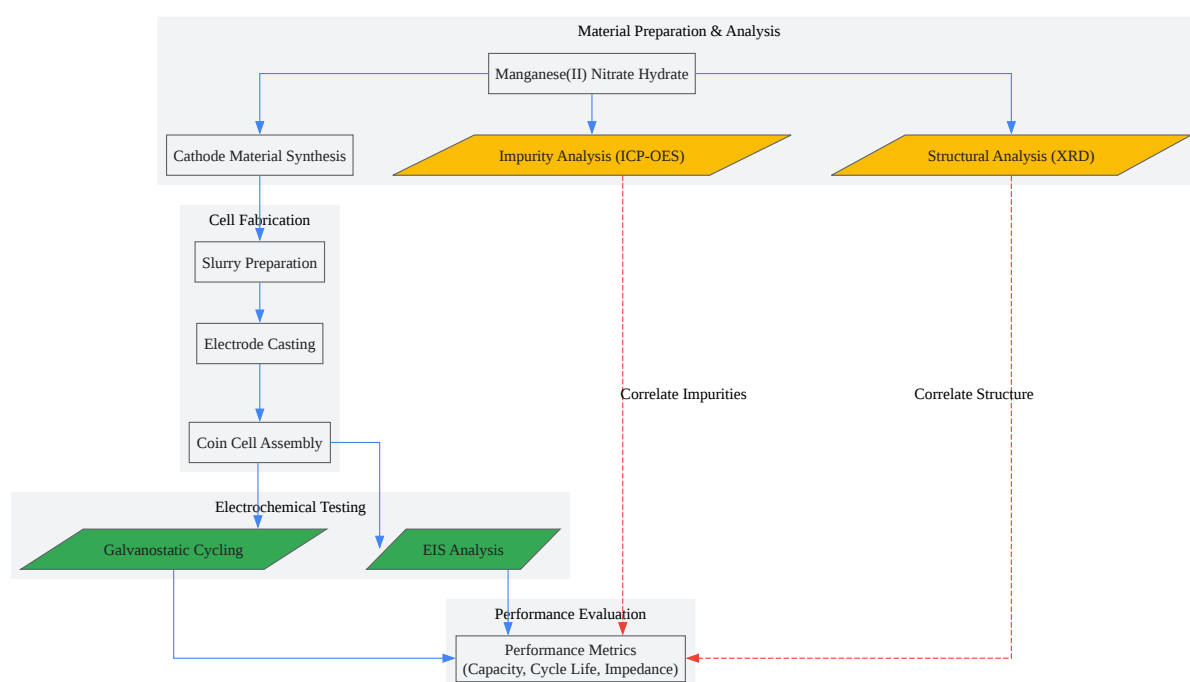 Material Preparation & Analysis
Manganese(II) Nitrate Hydrate
Cathode Material Synthesis
Impurity Analysis (ICP-OES)
Structural Analysis (XRD)
Cell Fabrication
Slurry Preparation
Electrode Casting
Correlate Impurities
Correlate Structure
Coin Cell Assembly
Electrochemical Testing
Galvanostatic Cycling
EIS Analysis
Performance Evaluation
Performance Metrics
(Capacity, Cycle Life, Impedance)